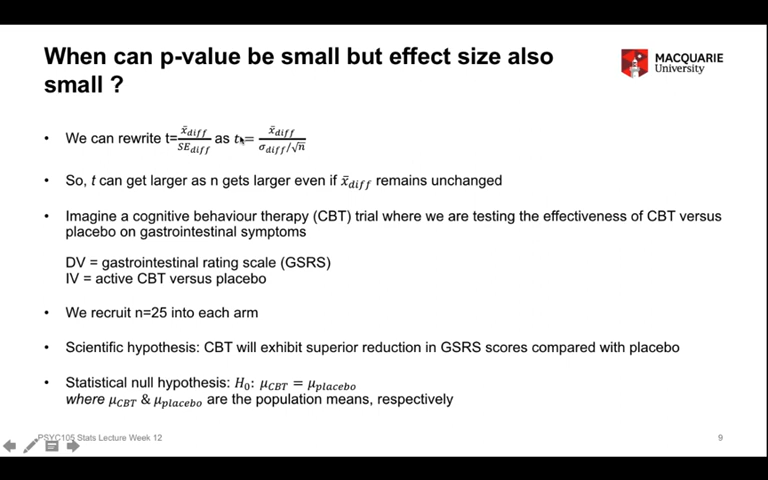 When can p-value be small but effect size also
small ?
MACQUARIE
University
• We can rewrite t=x̄diff/SEdiff as t = x̄diff/(σdiff/√n)
• So, t can get larger as n gets larger even if x̄diff remains unchanged
• Imagine a cognitive behaviour therapy (CBT) trial where we are testing the effectiveness of CBT versus
placebo on gastrointestinal symptoms
DV = gastrointestinal rating scale (GSRS)
IV = active CBT versus placebo
• We recruit n=25 into each arm
• Scientific hypothesis: CBT will exhibit superior reduction in GSRS scores compared with placebo
• Statistical null hypothesis: H₀: μCBT = μplacebo
where μCBT & μplacebo are the population means, respectively
PSYC105 Stats Lecture Week 12
9